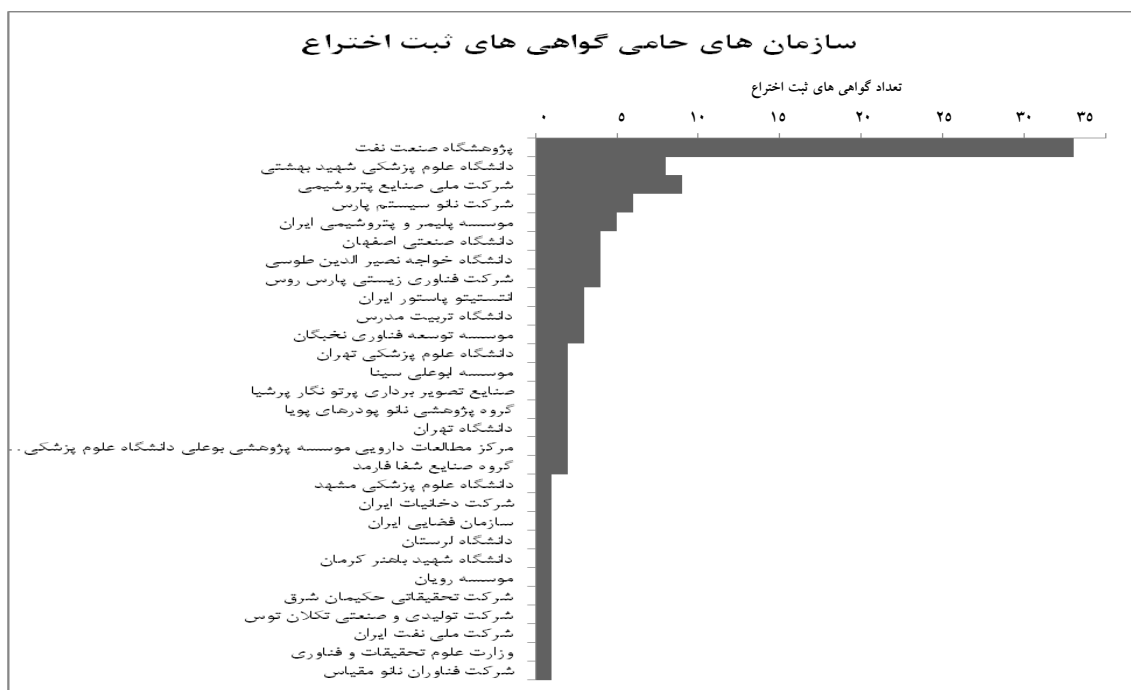 سازمان های حامی گواهی های ثبت اختراع
تعداد گواهی های ثبت اختراع
۰ ۵ ۱۰ ۱۵ ۲۰ ۲۵ ۳۰ ۳۵
پژوهشگاه صنعت نفت
دانشگاه علوم پزشکی شهید بهشتی
شرکت ملی صنایع پتروشیمی
شرکت نانو سیستم پارس
موسسه پلیمر و پتروشیمی ایران
دانشگاه صنعتی اصفهان
دانشگاه خواجه نصیر الدین طوسی
شرکت فناوری زیستی پارس روس
انتستیتو پاستور ایران
دانشگاه تربیت مدرس
موسسه توسعه فناوری نخبگان
دانشگاه علوم پزشکی تهران
موسسه ابوعلی سینا
صنایع تصویر برداری پرتو نگار پرشیا
گروه پژوهشی نانو پودرهای پویا
دانشگاه تهران
مرکز مطالعات دارویی موسسه پژوهشی بوعلی دانشگاه علوم پزشکی...
گروه صنایع شفا فارمد
دانشگاه علوم پزشکی مشهد
شرکت دخانیات ایران
سازمان فضایی ایران
دانشگاه لرستان
دانشگاه شهید باهنر کرمان
موسسه رویان
شرکت تحقیقاتی حکیمان شرق
شرکت تولیدی و صنعتی تکلان توس
شرکت ملی نفت ایران
وزارت علوم تحقیقات و فناوری
شرکت فناوران نانو مقیاس